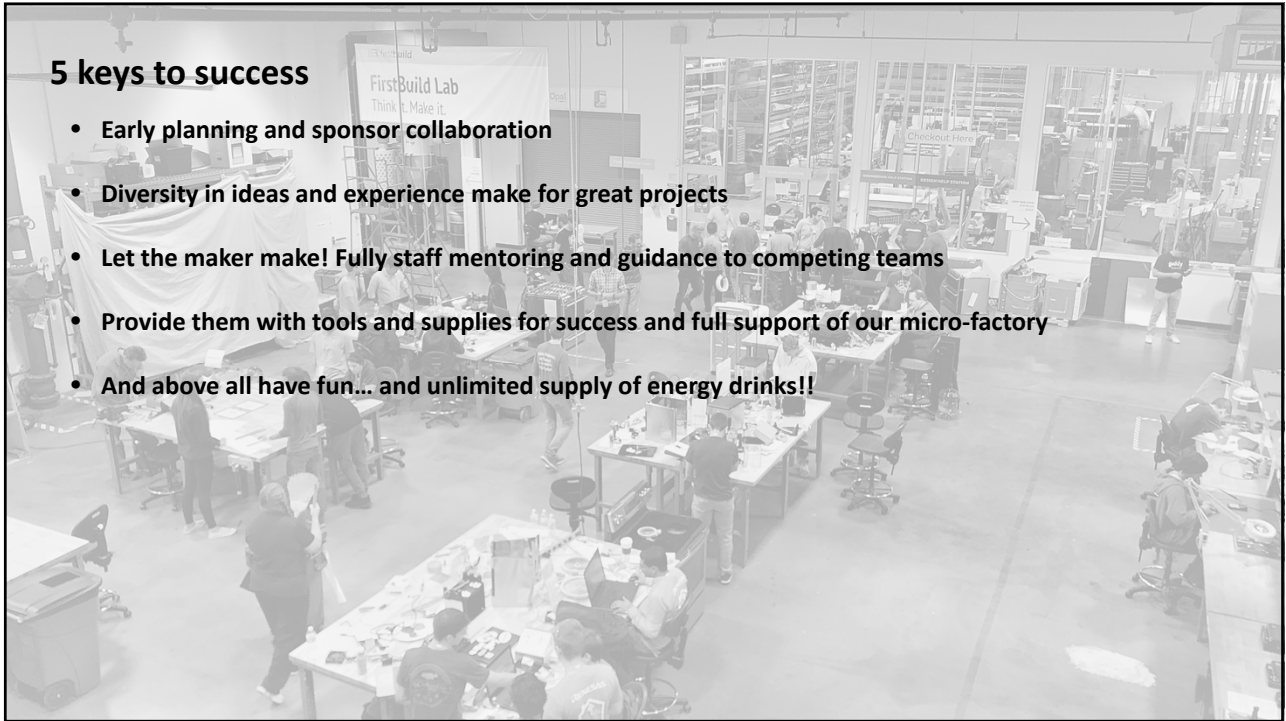 5 keys to success
FirstBuild Lab
Think it. Make it.
• Early planning and sponsor collaboration
Checkout Here
• Diversity in ideas and experience make for great projects
• Let the maker make! Fully staff mentoring and guidance to competing teams
• Provide them with tools and supplies for success and full support of our micro-factory
• And above all have fun… and unlimited supply of energy drinks!!